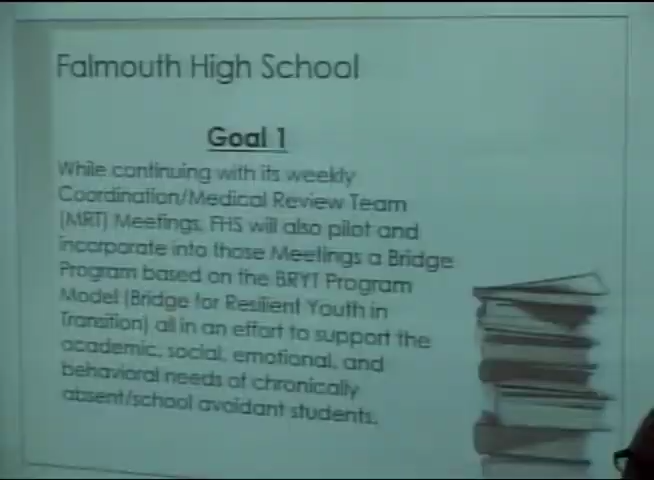 Falmouth High School
Goal 1
While continuing with its weekly
Coordination/Medical Review Team
(MRT) Meetings, FHS will also pilot and
incorporate into those Meetings a Bridge
Program based on the BRYT Program
Model (Bridge for Resilient Youth in
Transition) all in an effort to support the
academic, social, emotional, and
behavioral needs of chronically
absent/school avoidant students.